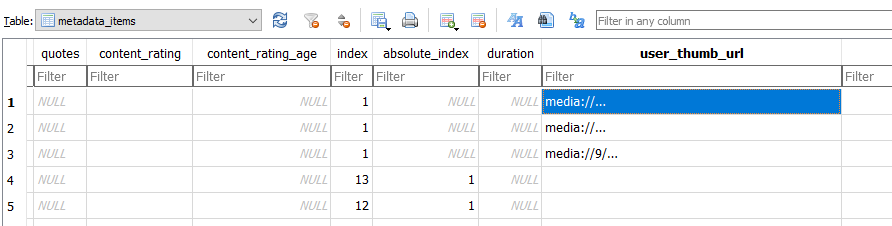 Table: metadata_items Filter in any column
quotes content_rating content_rating_age index absolute_index duration user_thumb_url
Filter Filter Filter Filter Filter Filter Filter Filter
1 NULL NULL 1 NULL NULL media://...
2 NULL NULL 1 NULL NULL media://...
3 NULL NULL 1 NULL NULL media://9/...
4 NULL NULL 13 1 NULL
5 NULL NULL 12 1 NULL